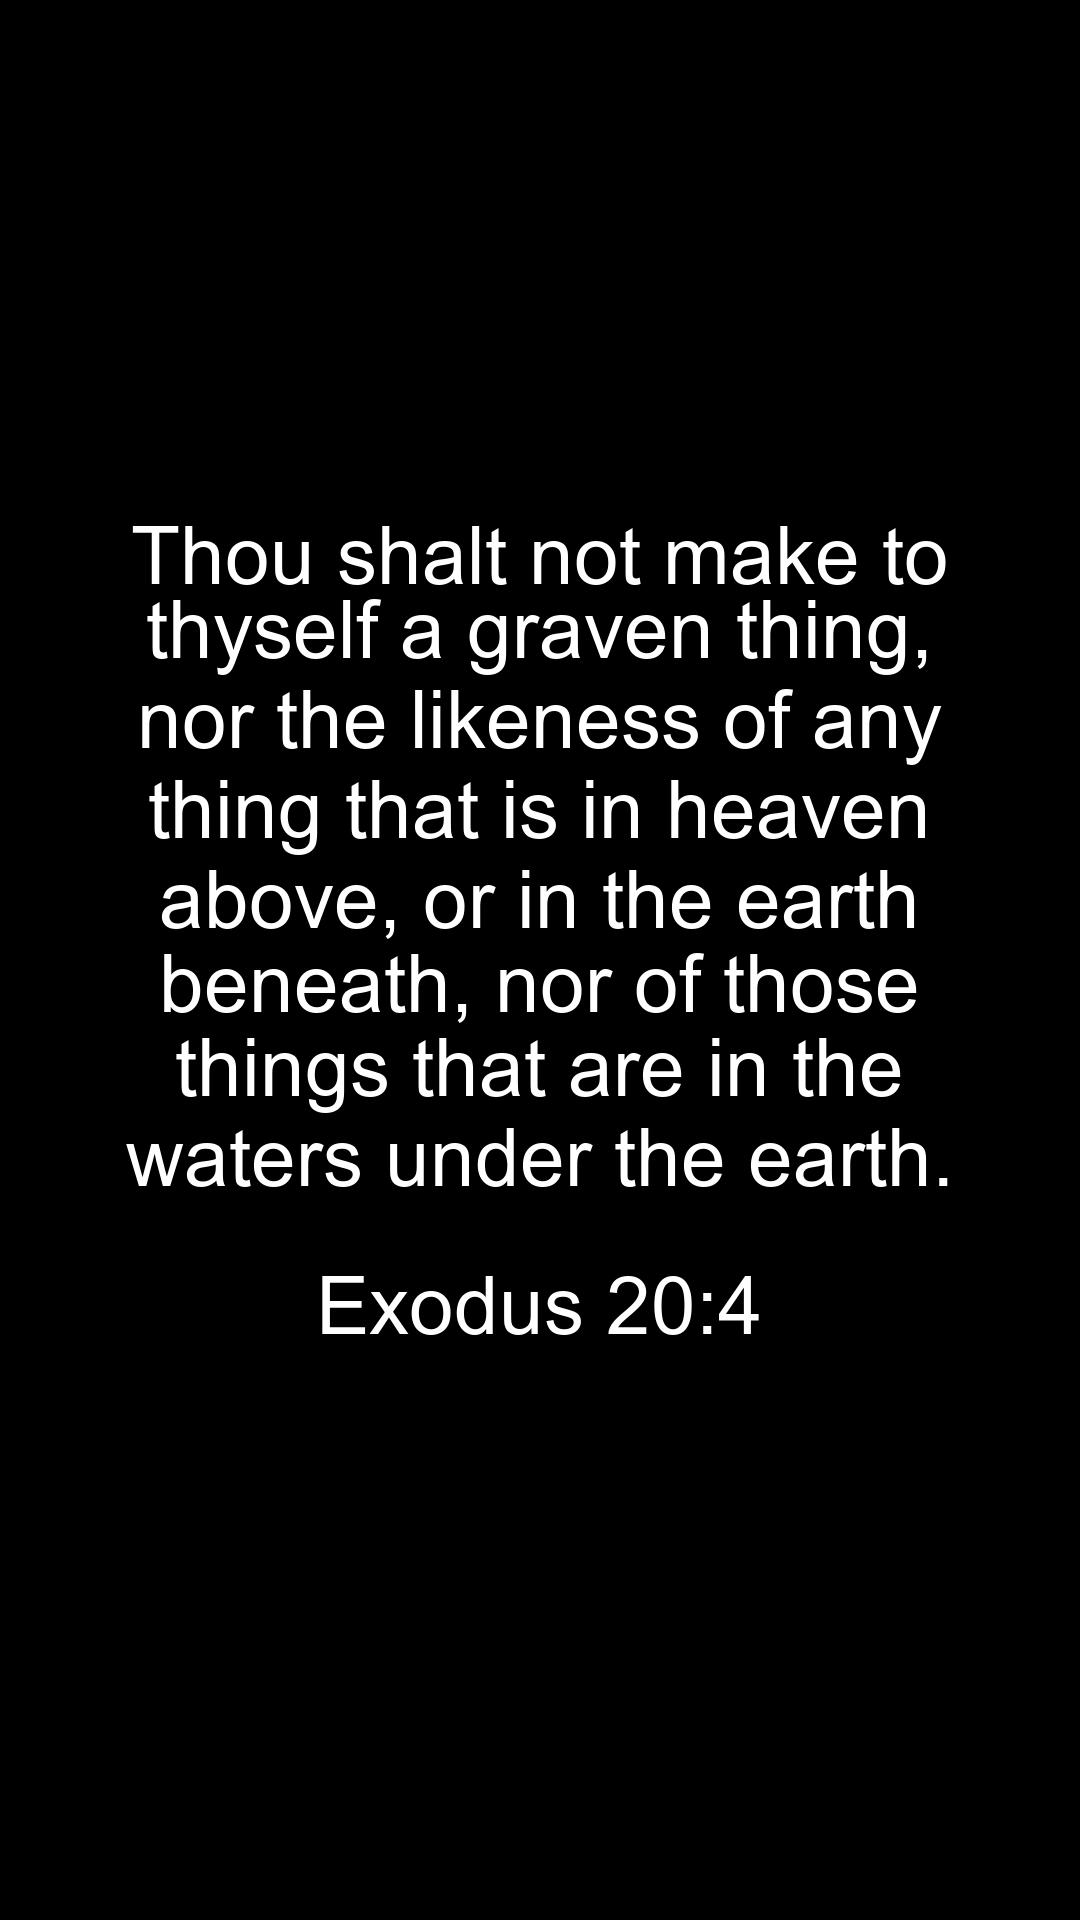 Thou shalt not make to
thyself a graven thing,
nor the likeness of any
thing that is in heaven
above, or in the earth
beneath, nor of those
things that are in the
waters under the earth.
Exodus 20:4